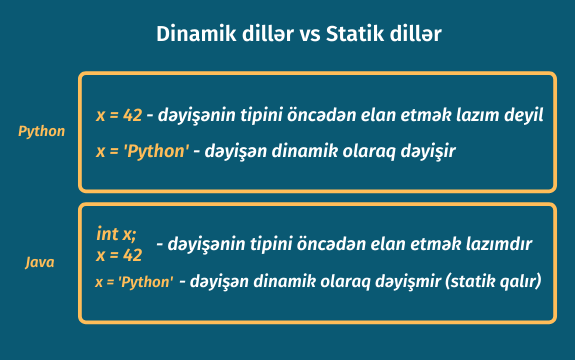 Dinamik dillər vs Statik dillər
Python
x = 42 - dəyişənin tipini öncədən elan etmək lazım deyil
x = 'Python' - dəyişən dinamik olaraq dəyişir
Java
int x;
x = 42 - dəyişənin tipini öncədən elan etmək lazımdır
x = 'Python' - dəyişən dinamik olaraq dəyişmir (statik qalır)